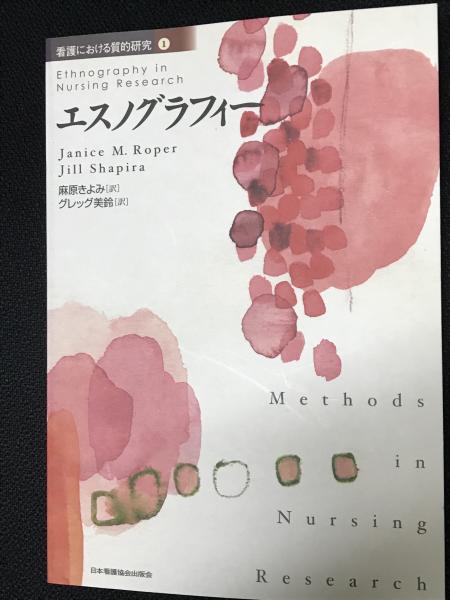 看護における質的研究 1
Ethnography in
Nursing Research
エスノグラフィー
Janice M. Roper
Jill Shapira
麻原きよみ[訳]
グレッグ美鈴[訳]
Methods
in
Nursing
Research
日本看護協会出版会